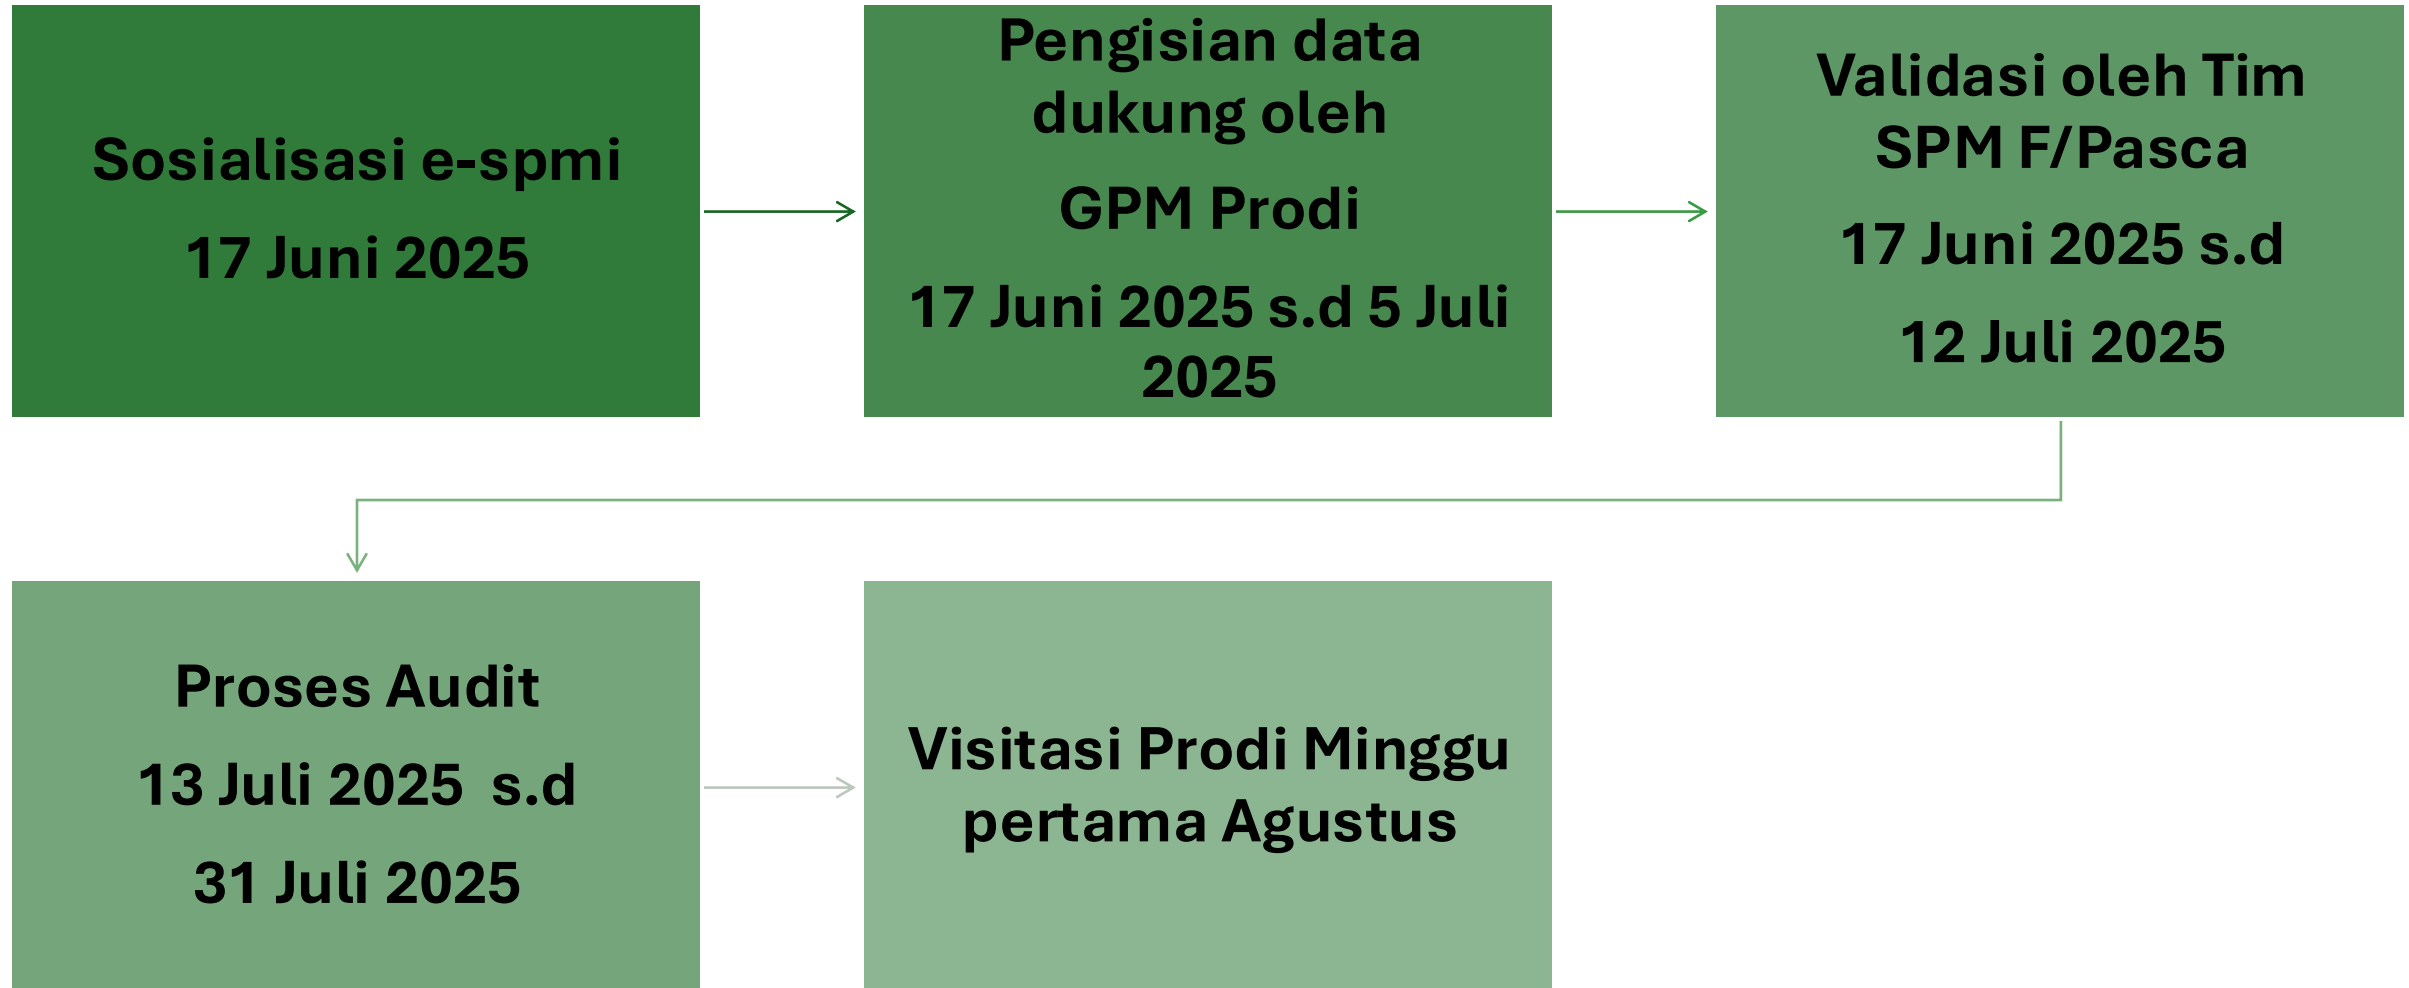 Sosialisasi e-spmi
17 Juni 2025
Pengisian data
dukung oleh
GPM Prodi
17 Juni 2025 s.d 5 Juli
2025
Validasi oleh Tim
SPM F/Pasca
17 Juni 2025 s.d
12 Juli 2025
Proses Audit
13 Juli 2025  s.d
31 Juli 2025
Visitasi Prodi Minggu
pertama Agustus